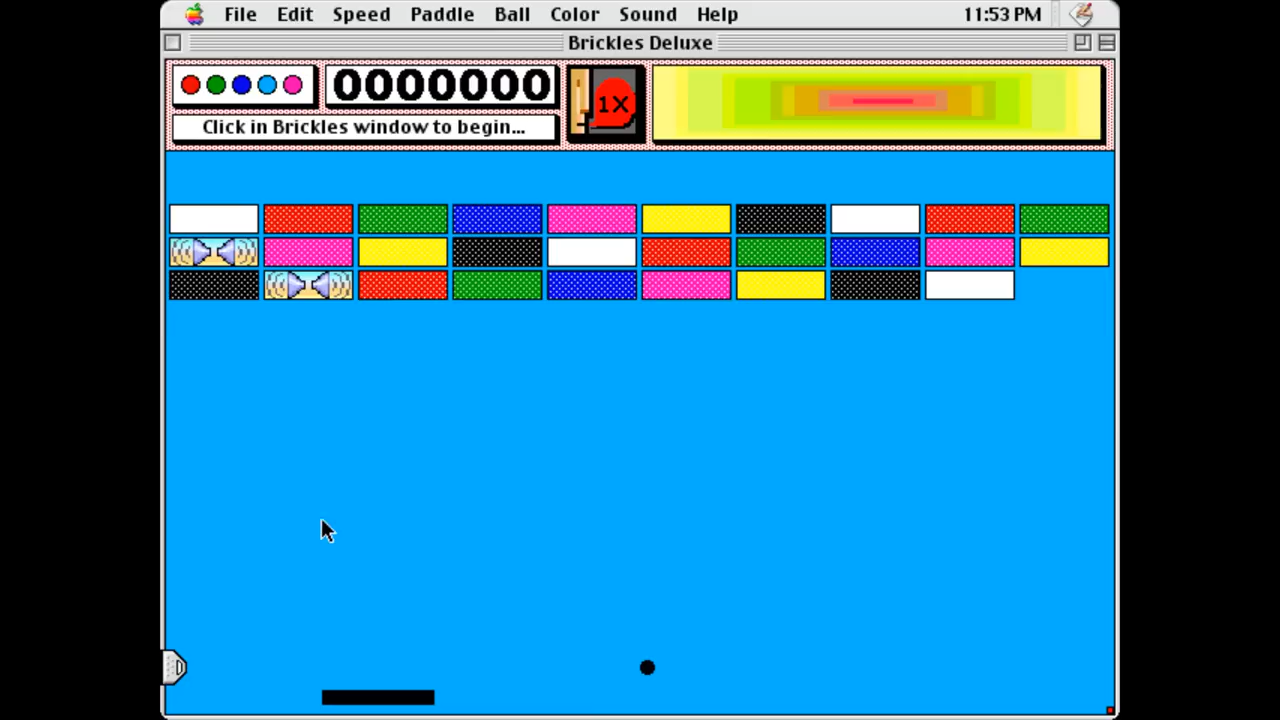 File Edit Speed Paddle Ball Color Sound Help 11:53 PM
Brickles Deluxe
0000000
1X
Click in Brickles window to begin...